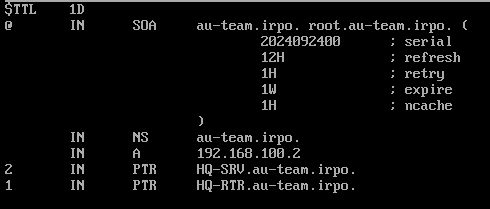 $TTL 1D
@ IN SOA au-team.irpo. root.au-team.irpo. (
2024092400 ; serial
12H ; refresh
1H ; retry
1W ; expire
1H ; ncache
)
IN NS au-team.irpo.
IN A 192.168.100.2
2 IN PTR HQ-SRV.au-team.irpo.
1 IN PTR HQ-RTR.au-team.irpo.